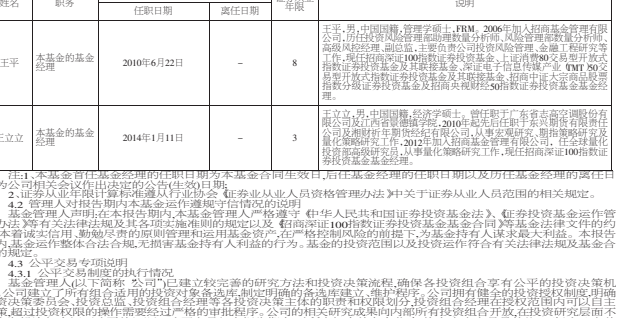 姓名 职务 任职日期 离任日期 年限 说明
王平 本基金的基金经理 2010年6月22日 - 8
王平,男,中国国籍,管理学硕士,FRM。2006年加入招商基金管理有限公
司,历任投资风险管理部助理数量分析师、风险管理部数量分析师、
高级风控经理、副总监,主要负责公司投资风险管理、金融工程研究等
工作,现任招商深证100指数证券投资基金、上证消费80交易型开放式
指数证券投资基金及其联接基金、深证电子信息传媒产业(TMT)50交
易型开放式指数证券投资基金及其联接基金、招商中证大宗商品股票
指数分级证券投资基金及招商央视财经50指数证券投资基金基金经
理。
王立立 本基金的基金经理 2014年1月11日 - 3
王立立,男,中国国籍,经济学硕士。曾任职于广东省志高空调股份有
限公司及江西省景德镇学院,2010年起先后任职于东兴期货有限责任
公司及湘财祈年期货经纪有限公司,从事宏观研究、期指策略研究及
量化策略研究工作,2012年加入招商基金管理有限公司,任全球量化
投资部高级研究员,从事量化策略研究工作,现任招商深证100指数证
券投资基金基金经理。
注:1、本基金首任基金经理的任职日期为本基金合同生效日,后任基金经理的任职日期以及历任基金经理的离任日
为公司相关会议作出决定的公告(生效)日期;
2、证券从业年限计算标准遵从行业协会《证券业从业人员资格管理办法》中关于证券从业人员范围的相关规定。
4.2 管理人对报告期内本基金运作遵规守信情况的说明
基金管理人声明:在本报告期内,本基金管理人严格遵守《中华人民共和国证券投资基金法》、《证券投资基金运作管
办法》等有关法律法规及其各项实施准则的规定以及《招商深证100指数证券投资基金基金合同》等基金法律文件的约
本着诚实信用、勤勉尽责的原则管理和运用基金资产,在严格控制风险的前提下,为基金持有人谋求最大利益。本报告
内,基金运作整体合法合规,无损害基金持有人利益的行为。基金的投资范围以及投资运作符合有关法律法规及基金合
的规定。
4.3 公平交易专项说明
4.3.1 公平交易制度的执行情况
基金管理人(以下简称"公司")已建立较完善的研究方法和投资决策流程,确保各投资组合享有公平的投资决策机
公司建立了所有组合适用的投资对象备选库,制定明确的备选库建立、维护程序。公司拥有健全的投资授权制度,明确
资决策委员会、投资总监、投资组合经理等各投资决策主体的职责和权限划分,投资组合经理在授权范围内可以自主
策,超过投资权限的操作需要经过严格的审批程序。公司的相关研究成果向内部所有投资组合开放,在投资研究层面不